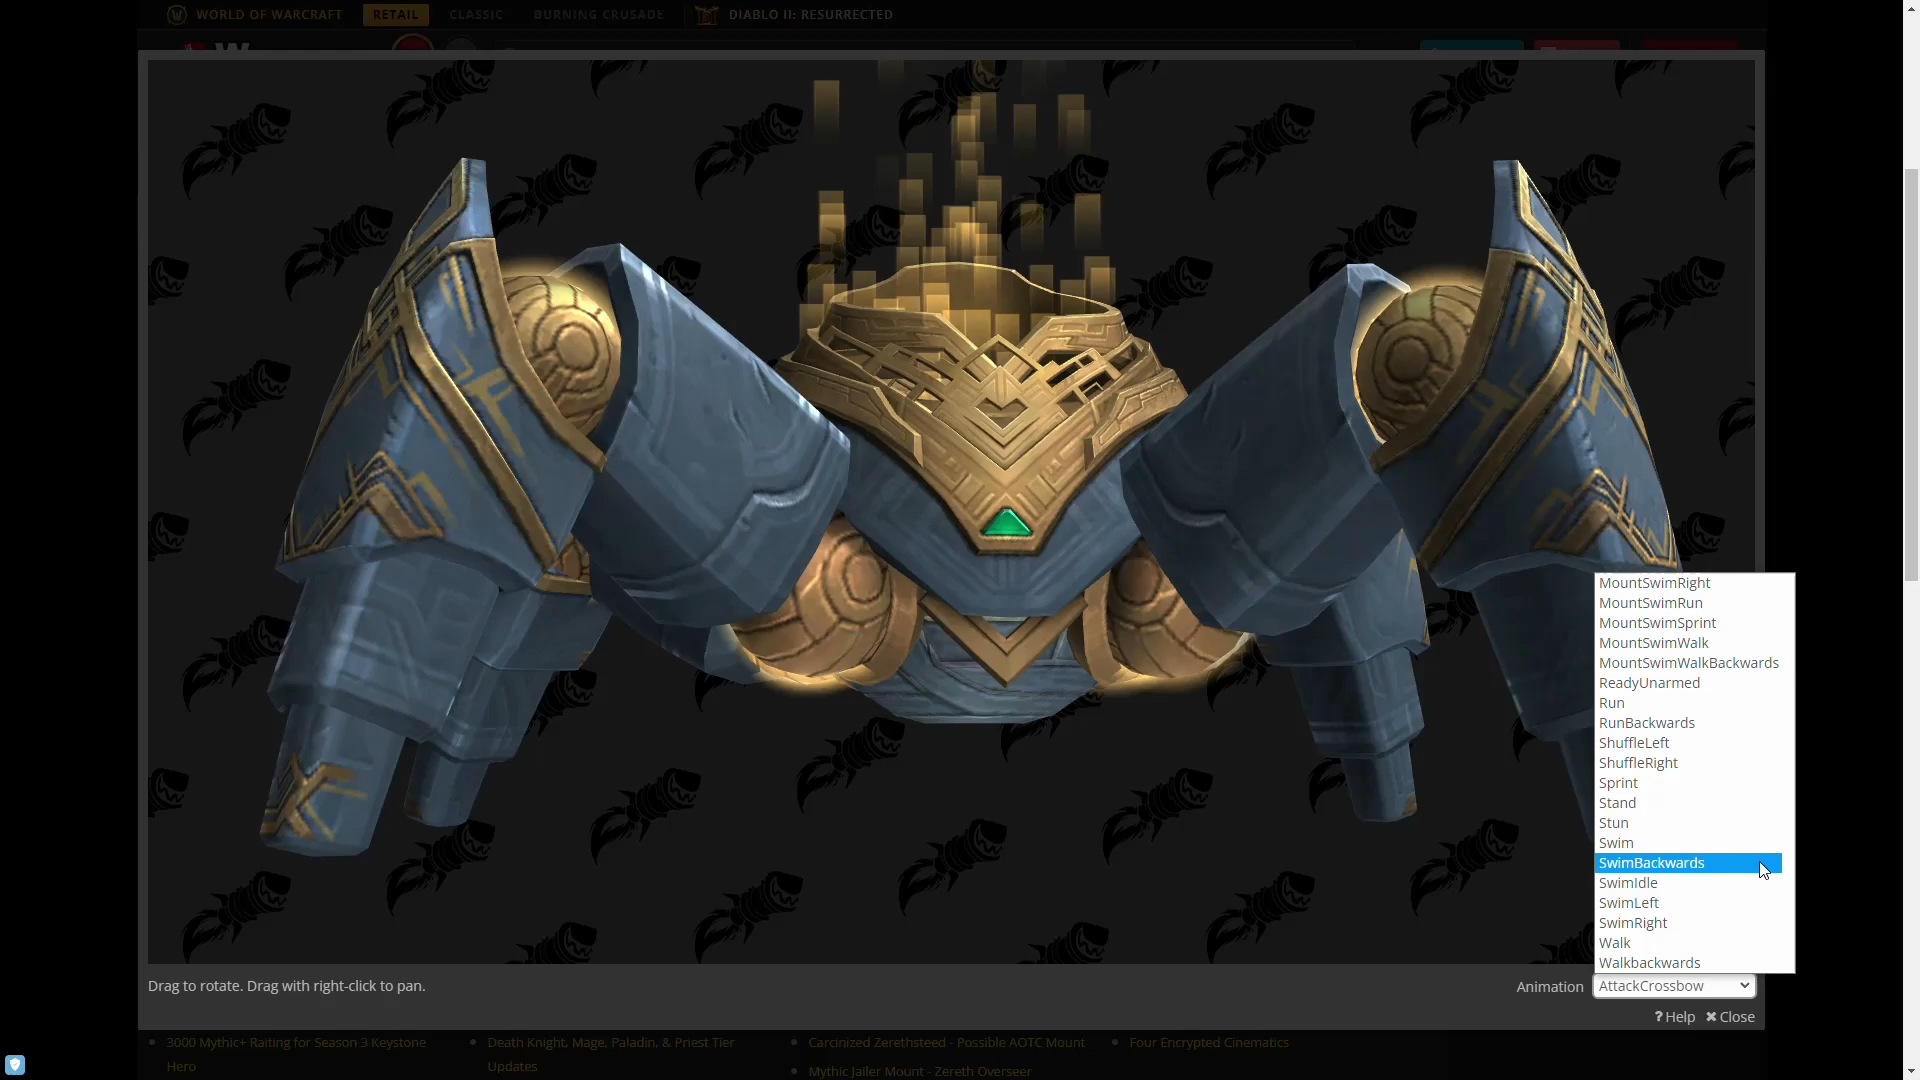 WORLD OF WARCRAFT
RETAIL
CLASSIC
BURNING CRUSADE
DIABLO II: RESURRECTED
MountSwimRight
MountSwimRun
MountSwimSprint
MountSwimWalk
MountSwimWalkBackwards
ReadyUnarmed
Run
RunBackwards
ShuffleLeft
ShuffleRight
Sprint
Stand
Stun
Swim
SwimBackwards
SwimIdle
SwimLeft
SwimRight
Walk
Walkbackwards
Drag to rotate. Drag with right-click to pan.
Animation
AttackCrossbow
? Help
✖ Close
3000 Mythic+ Raiting for Season 3 Keystone
Hero
Death Knight, Mage, Paladin, & Priest Tier
Updates
Carcinized Zerethsteed - Possible AOTC Mount
Mythic Jailer Mount - Zereth Overseer
Four Encrypted Cinematics